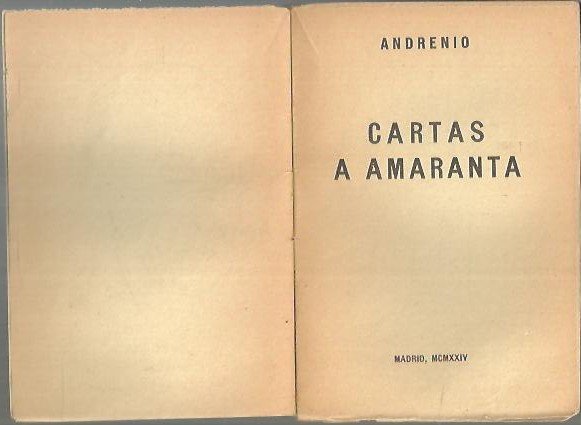 ANDRENIO
CARTAS
A AMARANTA
MADRID, MCMXXIV